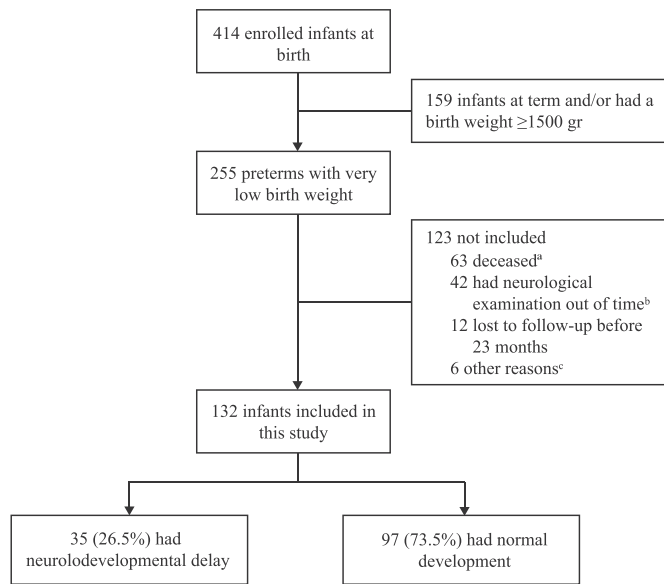 414 enrolled infants at
birth
159 infants at term and/or had a
birth weight ≥1500 gr
255 preterms with very
low birth weight
123 not included
63 deceasedᵃ
42 had neurological
examination out of timeᵇ
12 lost to follow-up before
23 months
6 other reasonsᶜ
132 infants included in
this study
35 (26.5%) had
neurolodevelopmental delay
97 (73.5%) had normal
development